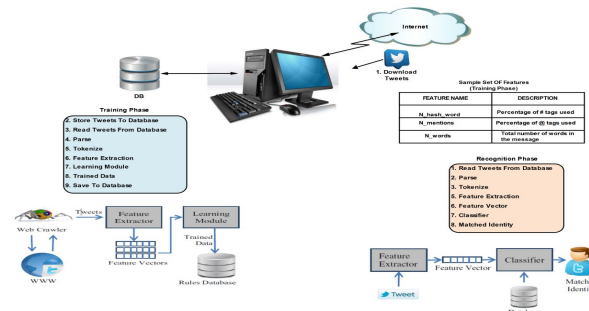 Internet
DB
1. Download
Tweets
Training Phase
2. Store Tweets To Database
3. Read Tweets From Database
4. Parse
5. Tokenize
6. Feature Extraction
7. Learning Module
8. Trained Data
9. Save To Database
Sample Set OF Features
(Training Phase)
FEATURE NAME DESCRIPTION
N_hash_word Percentage of # tags used
N_mentions Percentage of @ tags used
N_words Total number of words in
the message
Recognition Phase
1. Read Tweets From Database
2. Parse
3. Tokenize
5. Feature Extraction
6. Feature Vector
7. Classifier
8. Matched Identity
Web Crawler
Tweets
Feature
Extractor
Learning
Module
WWW
Feature Vectors
Trained
Data
Rules Database
Feature
Extractor
Feature Vector
Classifier
Tweet
Match
Identi